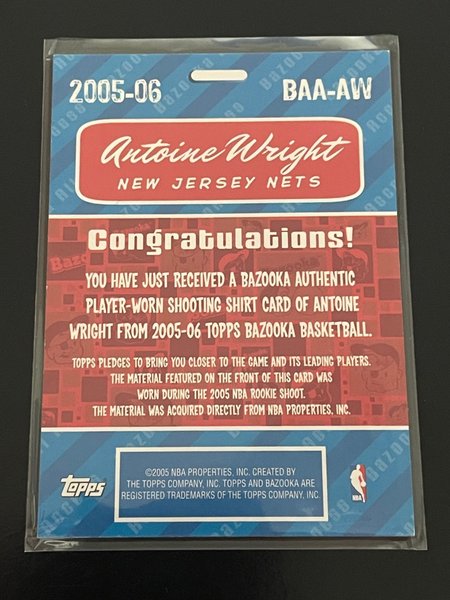 2005-06 BAA-AW
Antoine Wright
NEW JERSEY NETS
Congratulations!
YOU HAVE JUST RECEIVED A BAZOOKA AUTHENTIC
PLAYER-WORN SHOOTING SHIRT CARD OF ANTOINE
WRIGHT FROM 2005-06 TOPPS BAZOOKA BASKETBALL.
TOPPS PLEDGES TO BRING YOU CLOSER TO THE GAME AND ITS LEADING PLAYERS.
THE MATERIAL FEATURED ON THE FRONT OF THIS CARD WAS
WORN DURING THE 2005 NBA ROOKIE SHOOT.
THE MATERIAL WAS ACQUIRED DIRECTLY FROM NBA PROPERTIES, INC.
©2005 NBA PROPERTIES, INC. CREATED BY
THE TOPPS COMPANY, INC. TOPPS AND BAZOOKA ARE
REGISTERED TRADEMARKS OF THE TOPPS COMPANY, INC.
topps
NBA